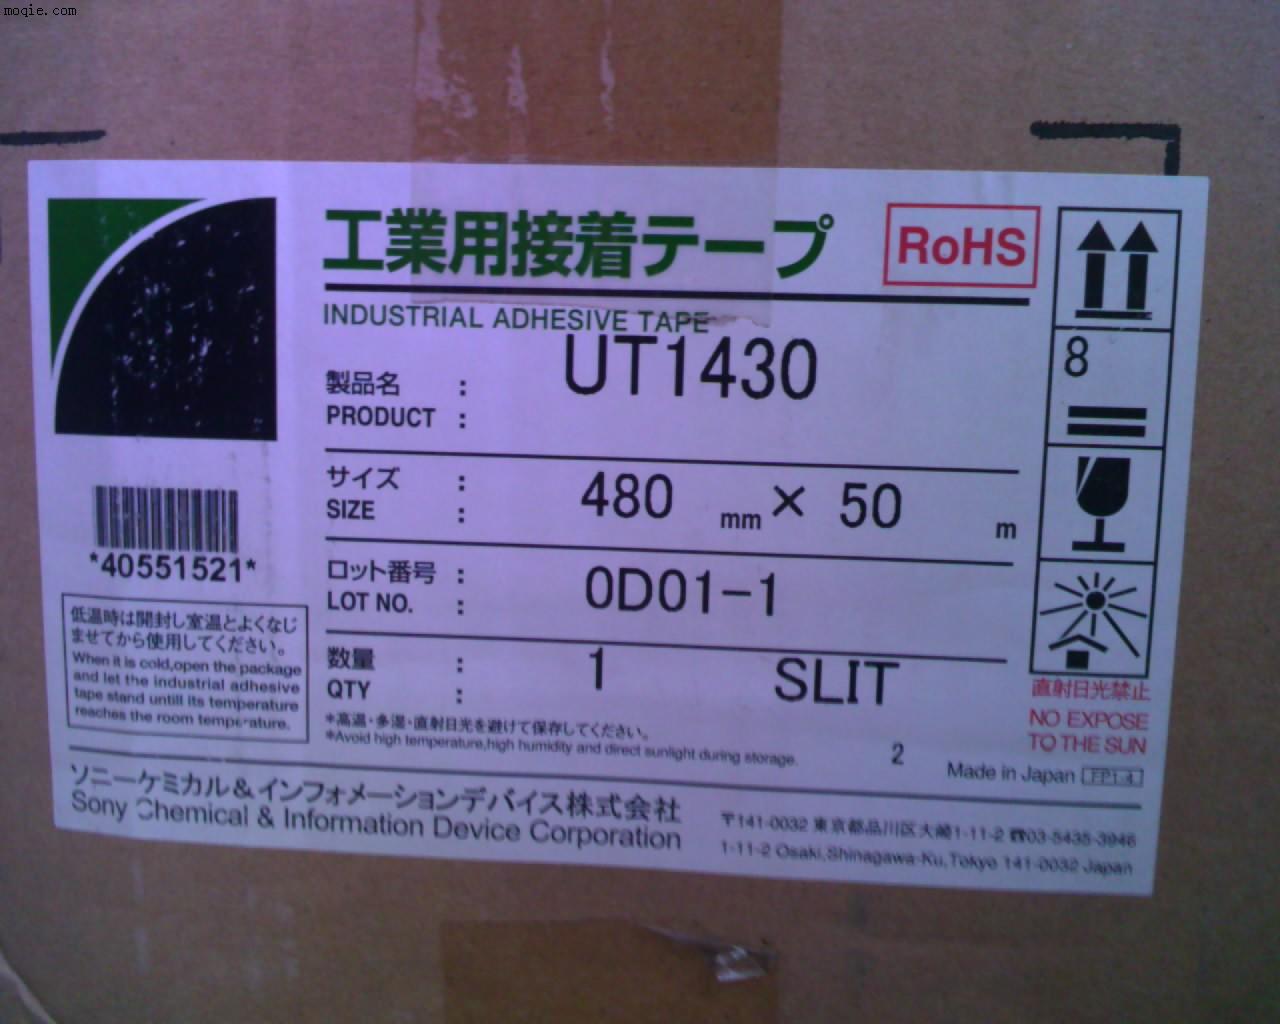 moqie.com
工業用接着テープ
RoHS
INDUSTRIAL ADHESIVE TAPE
製品名 : UT1430
PRODUCT :
サイズ : 480 mm × 50 m
SIZE :
ロット番号 : 0D01-1
LOT NO. :
数量 : 1 SLIT
QTY :
*高温・多湿・直射日光を避けて保存してください。
*Avoid high temperature,high humidity and direct sunlight during storage.
2
*40551521*
低温時は開封し室温とよくなじ
ませてから使用してください。
When it is cold,open the package
and let the industrial adhesive
tape stand untill its temperature
reaches the room temperature.
8
直射日光禁止
NO EXPOSE
TO THE SUN
Made in Japan FP1-4
ソニーケミカル&インフォメーションデバイス株式会社
Sony Chemical & Information Device Corporation
〒141-0032 東京都品川区大崎1-11-2 ☎03-5435-3946
1-11-2 Osaki,Shinagawa-Ku,Tokyo 141-0032 Japan